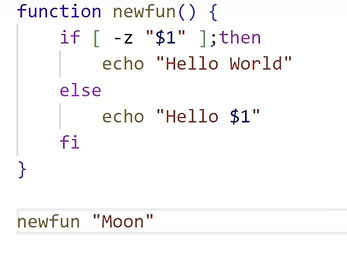 function newfun() {
    if [ -z "$1" ];then
        echo "Hello World"
    else
        echo "Hello $1"
    fi
}

newfun "Moon"